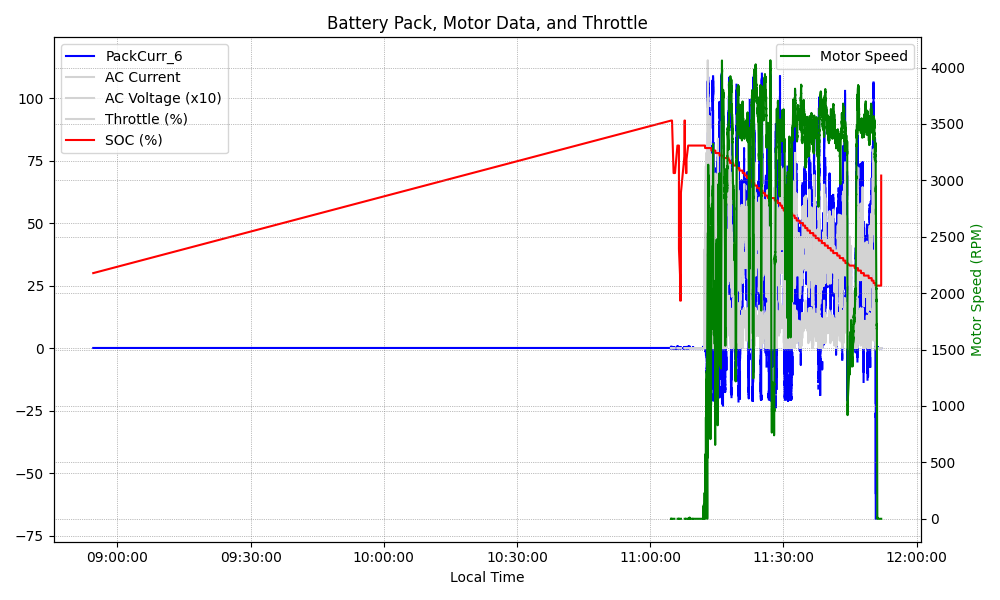 Battery Pack, Motor Data, and Throttle
PackCurr_6
AC Current
AC Voltage (x10)
Throttle (%)
SOC (%)
Motor Speed
100
75
50
25
0
−25
−50
−75
4000
3500
3000
2500
2000
1500
1000
500
0
Motor Speed (RPM)
09:00:00
09:30:00
10:00:00
10:30:00
11:00:00
11:30:00
12:00:00
Local Time